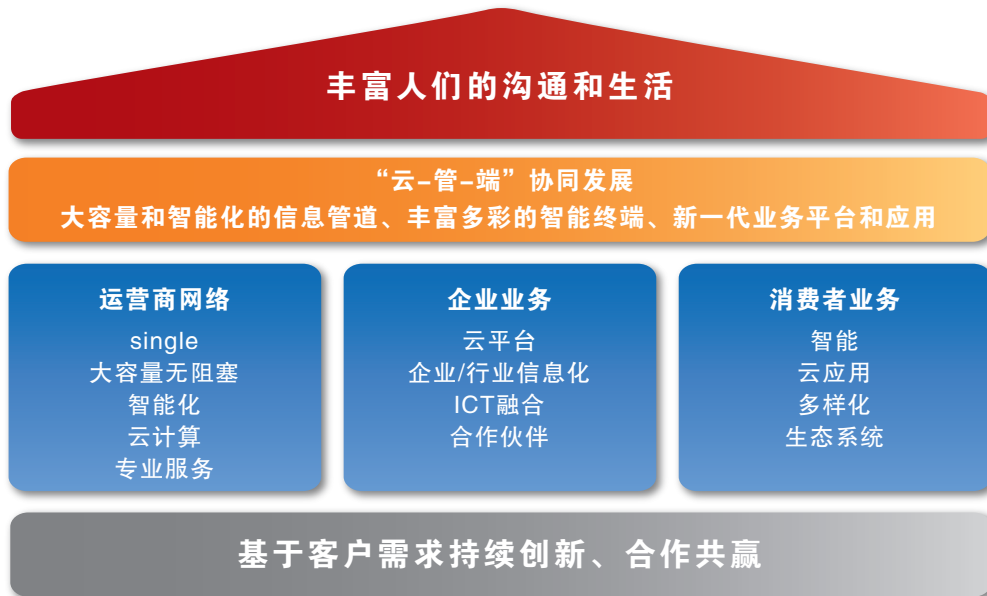 丰富人们的沟通和生活
“云-管-端”协同发展
大容量和智能化的信息管道、丰富多彩的智能终端、新一代业务平台和应用
运营商网络
single
大容量无阻塞
智能化
云计算
专业服务
企业业务
云平台
企业/行业信息化
ICT融合
合作伙伴
消费者业务
智能
云应用
多样化
生态系统
基于客户需求持续创新、合作共赢